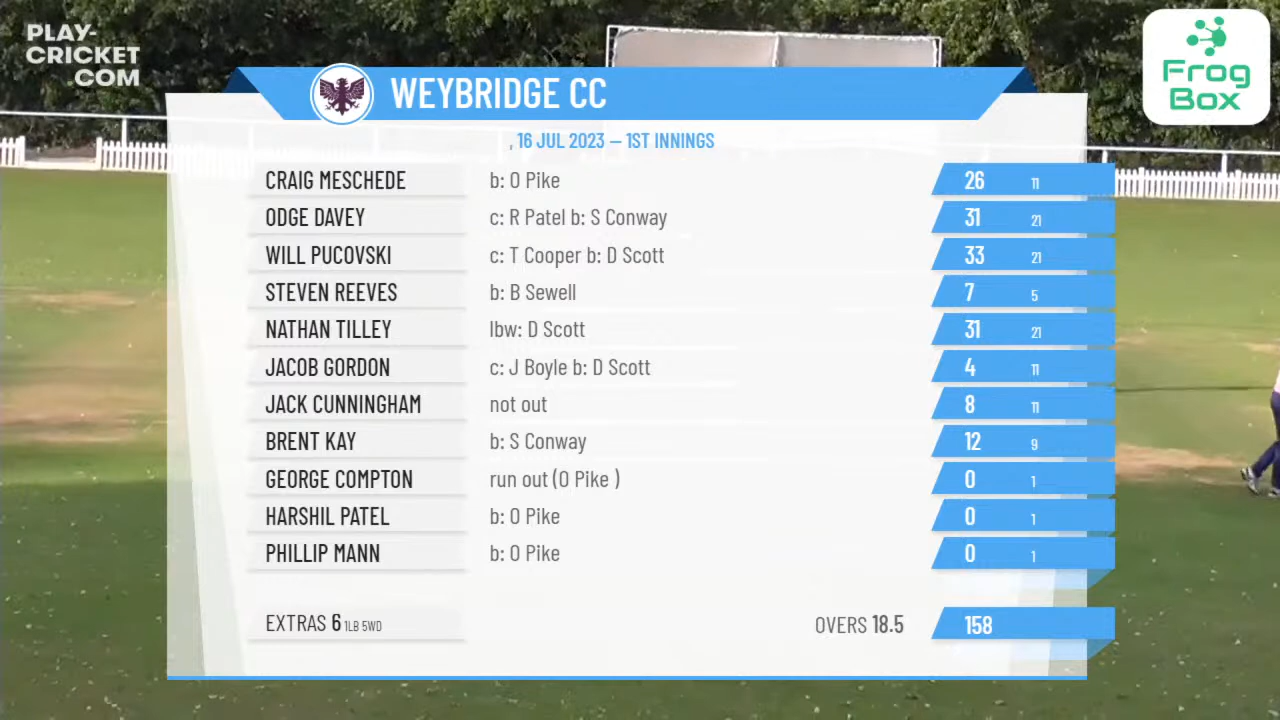 PLAY-
CRICKET
COM
Frog
Box
WEYBRIDGE CC
, 16 JUL 2023 – 1ST INNINGS
CRAIG MESCHEDE b: O Pike 26 11
ODGE DAVEY c: R Patel b: S Conway 31 21
WILL PUCOVSKI c: T Cooper b: D Scott 33 21
STEVEN REEVES b: B Sewell 7 5
NATHAN TILLEY lbw: D Scott 31 21
JACOB GORDON c: J Boyle b: D Scott 4 11
JACK CUNNINGHAM not out 8 11
BRENT KAY b: S Conway 12 9
GEORGE COMPTON run out (O Pike ) 0 1
HARSHIL PATEL b: O Pike 0 1
PHILLIP MANN b: O Pike 0 1
EXTRAS 6 1LB 5WD OVERS 18.5 158